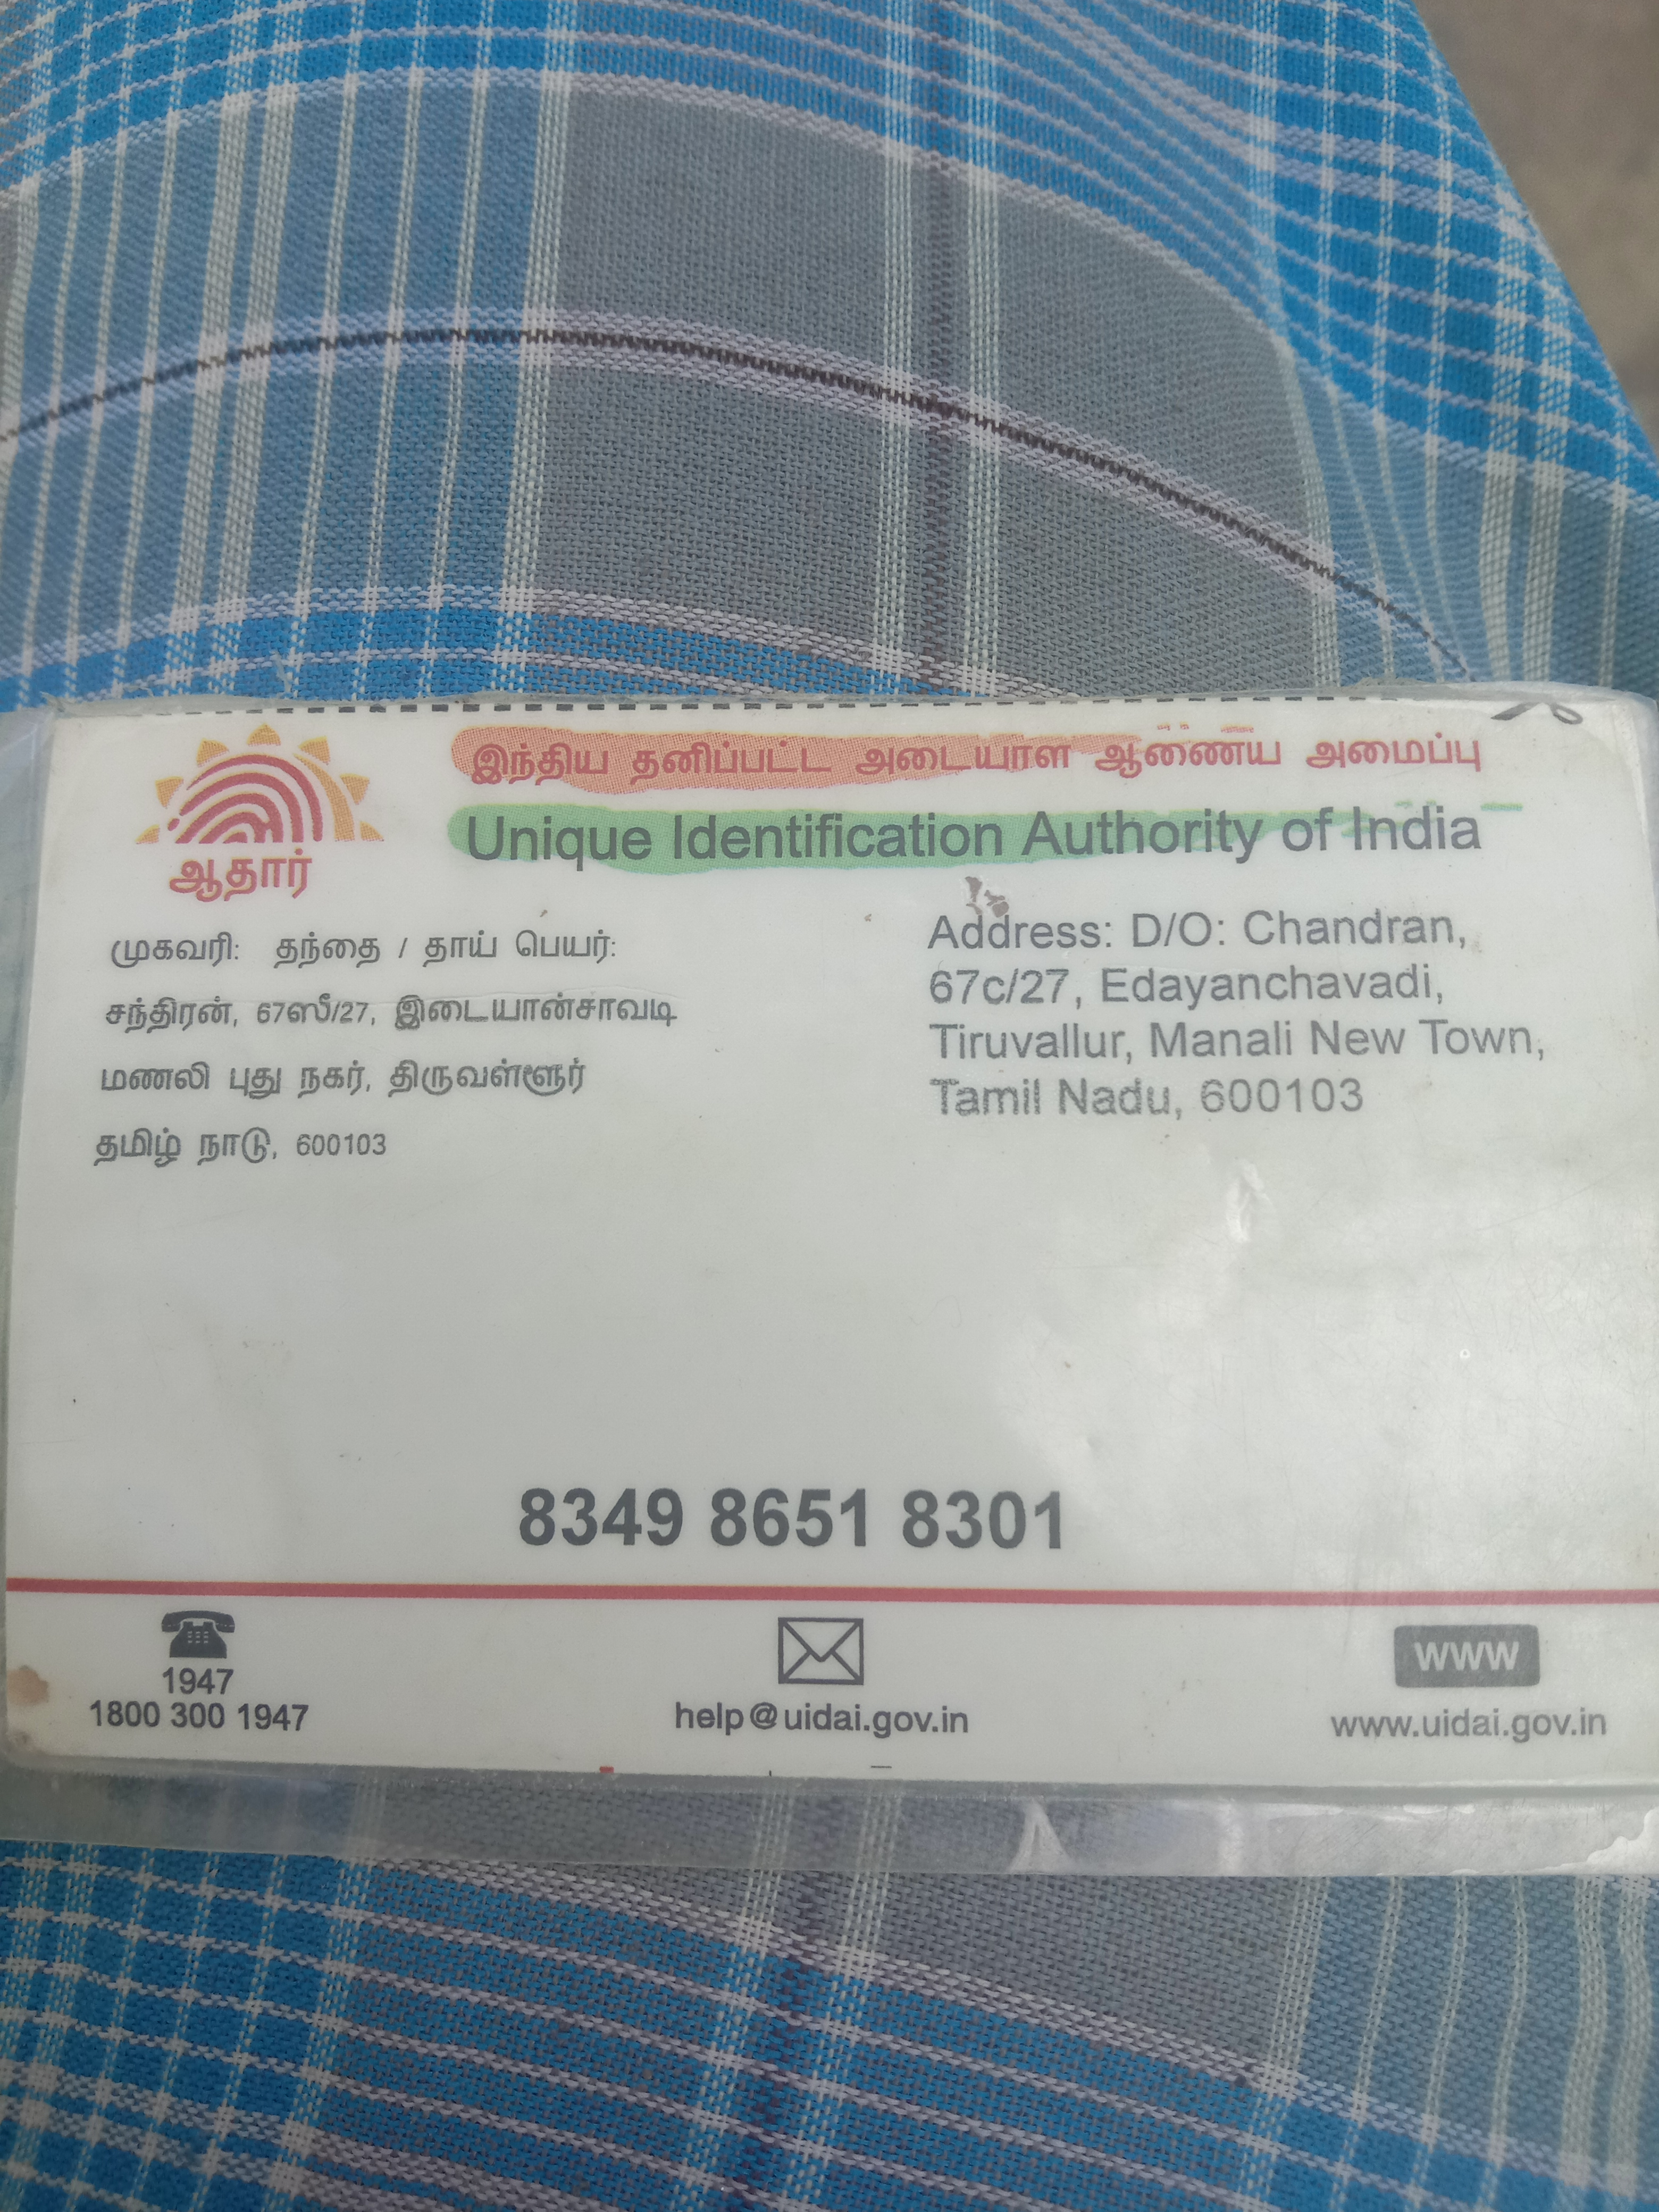 இந்திய தனிப்பட்ட அடையாள ஆணைய அமைப்பு
Unique Identification Authority of India
ஆதார்
முகவரி: தந்தை / தாய் பெயர்:
சந்திரன், 67ஸீ/27, இடையான்சாவடி
மணலி புது நகர், திருவள்ளூர்
தமிழ் நாடு, 600103
Address: D/O: Chandran,
67c/27, Edayanchavadi,
Tiruvallur, Manali New Town,
Tamil Nadu, 600103
8349 8651 8301
1947
1800 300 1947
help@uidai.gov.in
WWW
www.uidai.gov.in